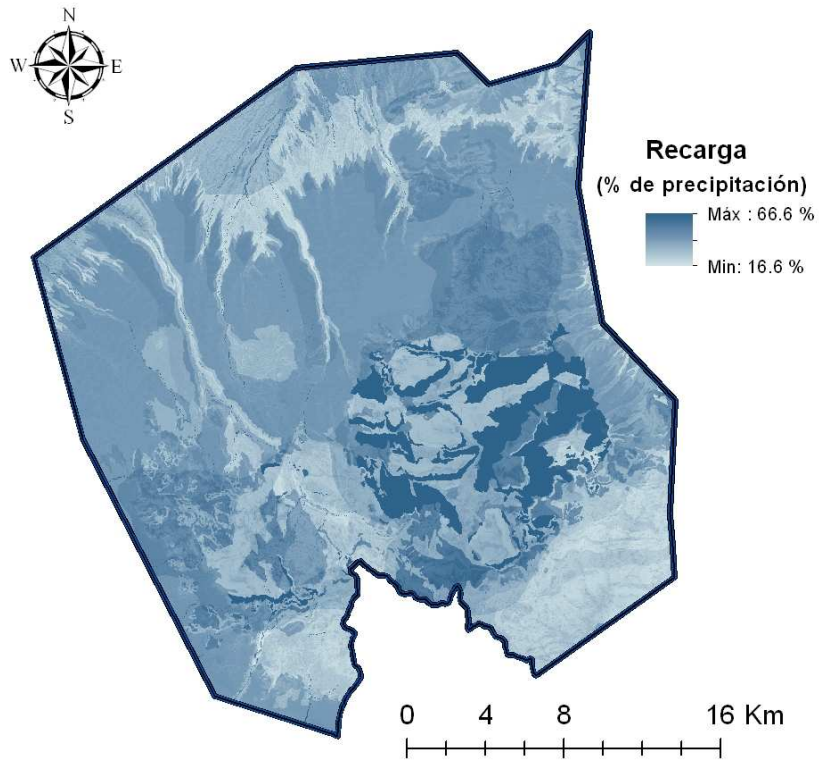 N
W E
S
Recarga
(% de precipitación)
Máx : 66.6 %
Min: 16.6 %
0 4 8 16 Km